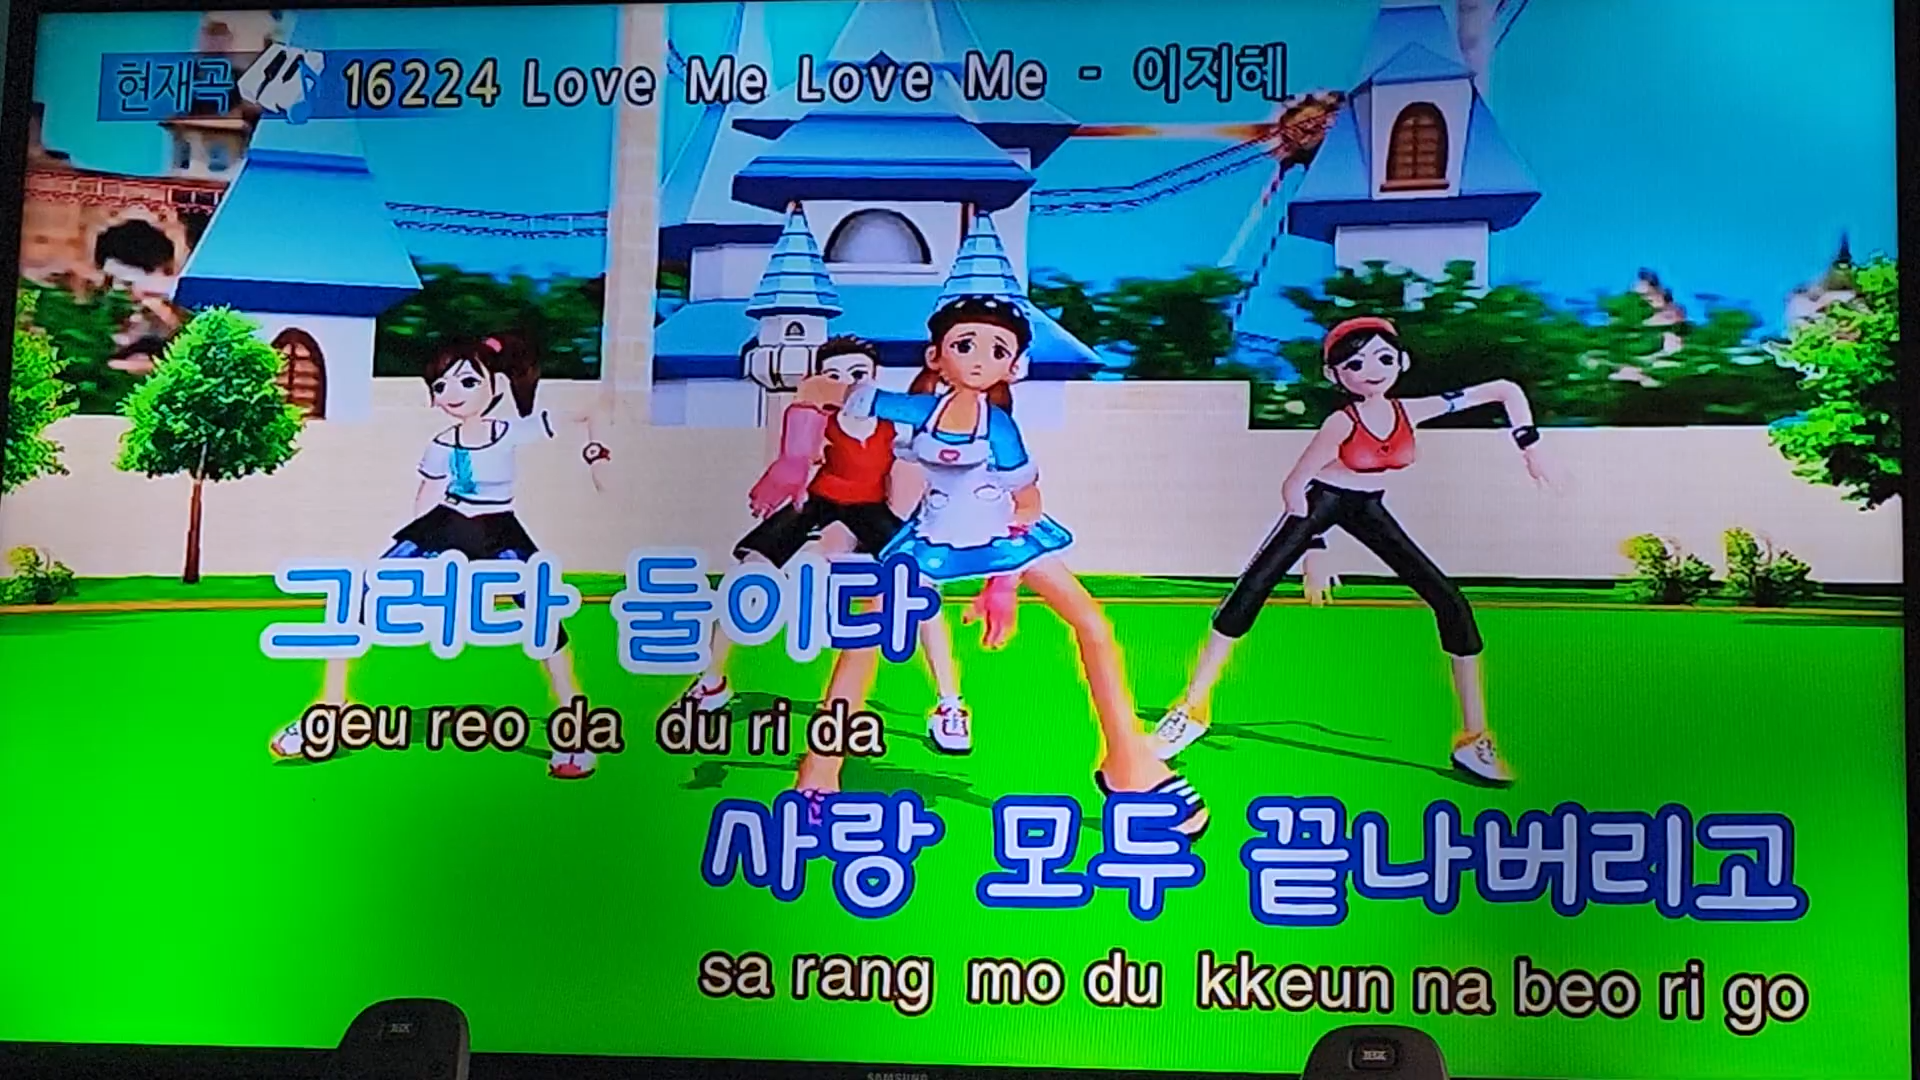 현재곡 16224 Love Me Love Me - 이지혜
그러다 둘이다
geu reo da du ri da
사랑 모두 끝나버리고
sa rang mo du kkeun na beo ri go
SAMSUNG